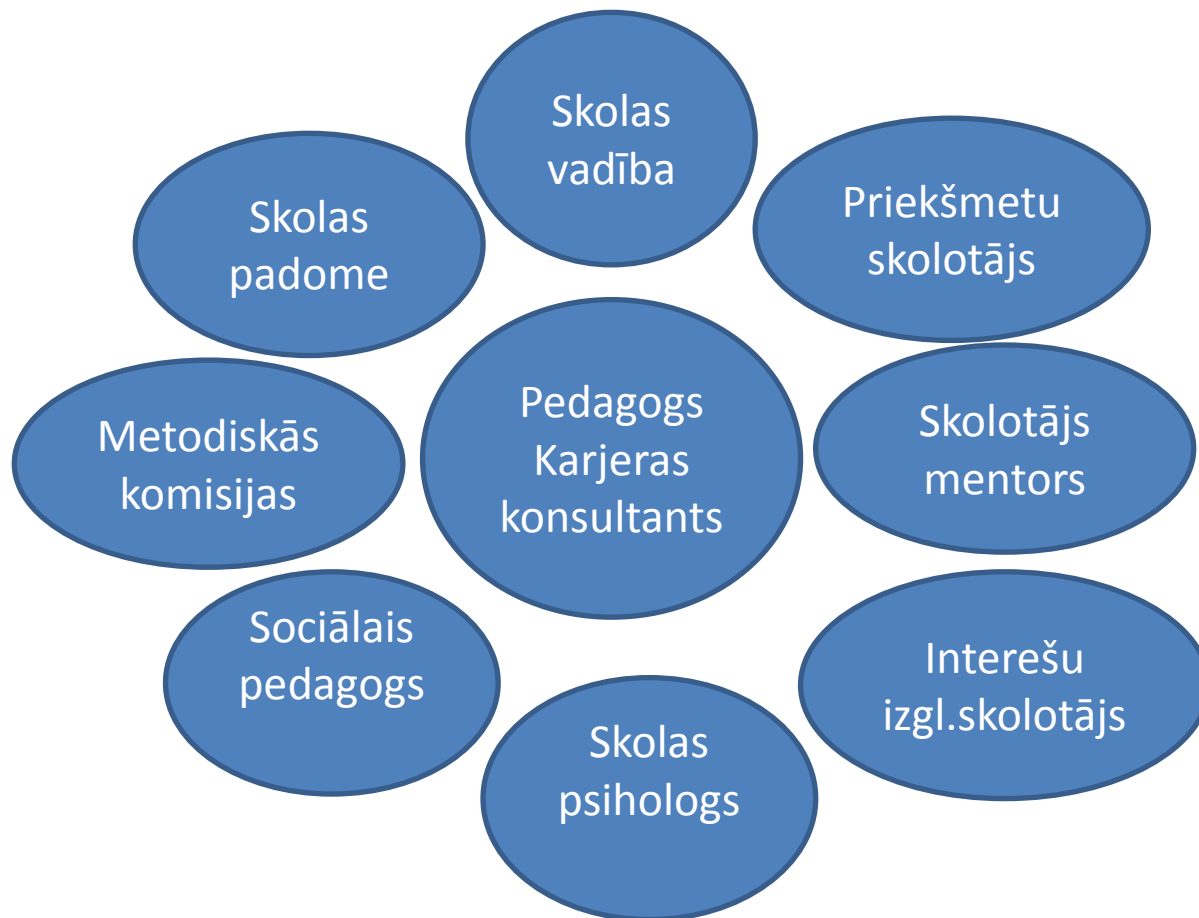 Skolas
vadība
Priekšmetu
skolotājs
Skolas
padome
Pedagogs
Karjeras
konsultants
Skolotājs
mentors
Metodiskās
komisijas
Sociālais
pedagogs
Interešu
izgl.skolotājs
Skolas
psihologs